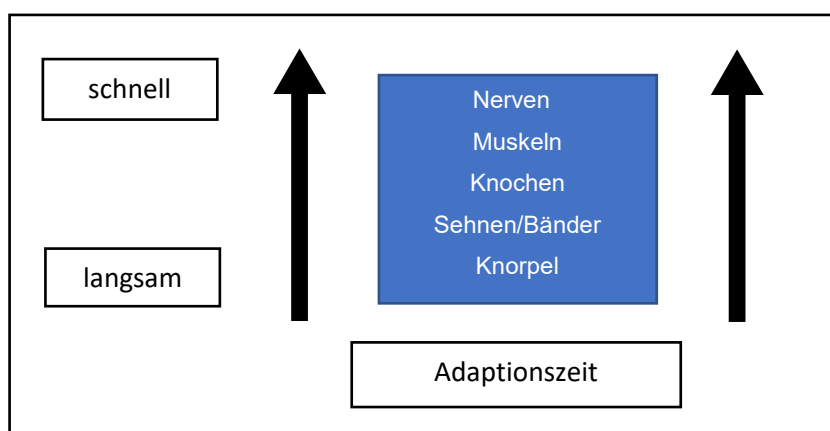 schnell
Nerven
Muskeln
Knochen
Sehnen/Bänder
Knorpel
langsam
Adaptionszeit